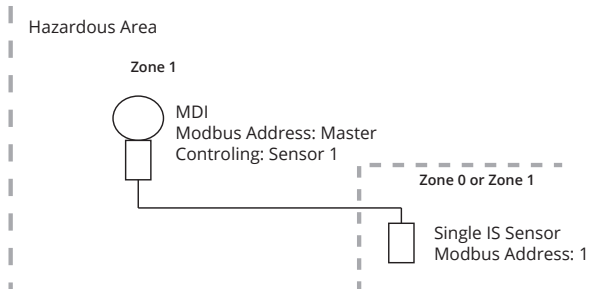 Hazardous Area
Zone 1
MDI
Modbus Address: Master
Controling: Sensor 1
Zone 0 or Zone 1
Single IS Sensor
Modbus Address: 1